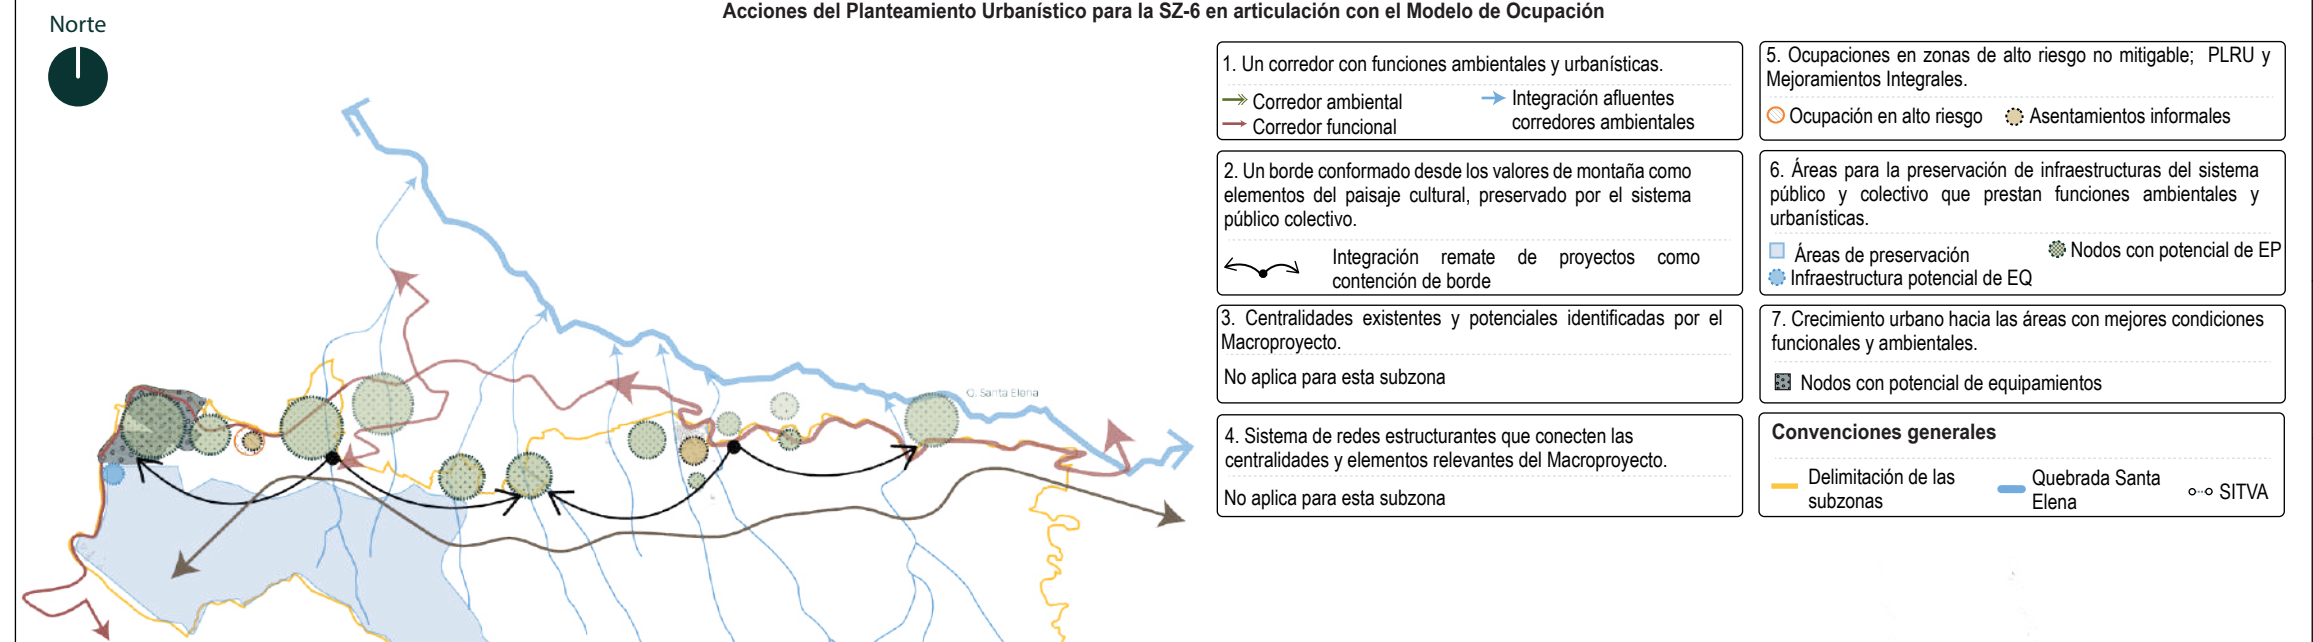 Acciones del Planteamiento Urbanístico para la SZ-6 en articulación con el Modelo de Ocupación
Norte
Q. Santa Elena
1. Un corredor con funciones ambientales y urbanísticas.
Corredor ambiental
Corredor funcional
Integración afluentes
corredores ambientales
2. Un borde conformado desde los valores de montaña como
elementos del paisaje cultural, preservado por el sistema
público colectivo.
Integración remate de proyectos como
contención de borde
3. Centralidades existentes y potenciales identificadas por el
Macroproyecto.
No aplica para esta subzona
4. Sistema de redes estructurantes que conecten las
centralidades y elementos relevantes del Macroproyecto.
No aplica para esta subzona
5. Ocupaciones en zonas de alto riesgo no mitigable; PLRU y
Mejoramientos Integrales.
Ocupación en alto riesgo
Asentamientos informales
6. Áreas para la preservación de infraestructuras del sistema
público y colectivo que prestan funciones ambientales y
urbanísticas.
Áreas de preservación
Nodos con potencial de EP
Infraestructura potencial de EQ
7. Crecimiento urbano hacia las áreas con mejores condiciones
funcionales y ambientales.
Nodos con potencial de equipamientos
Convenciones generales
Delimitación de las
subzonas
Quebrada Santa
Elena
SITVA